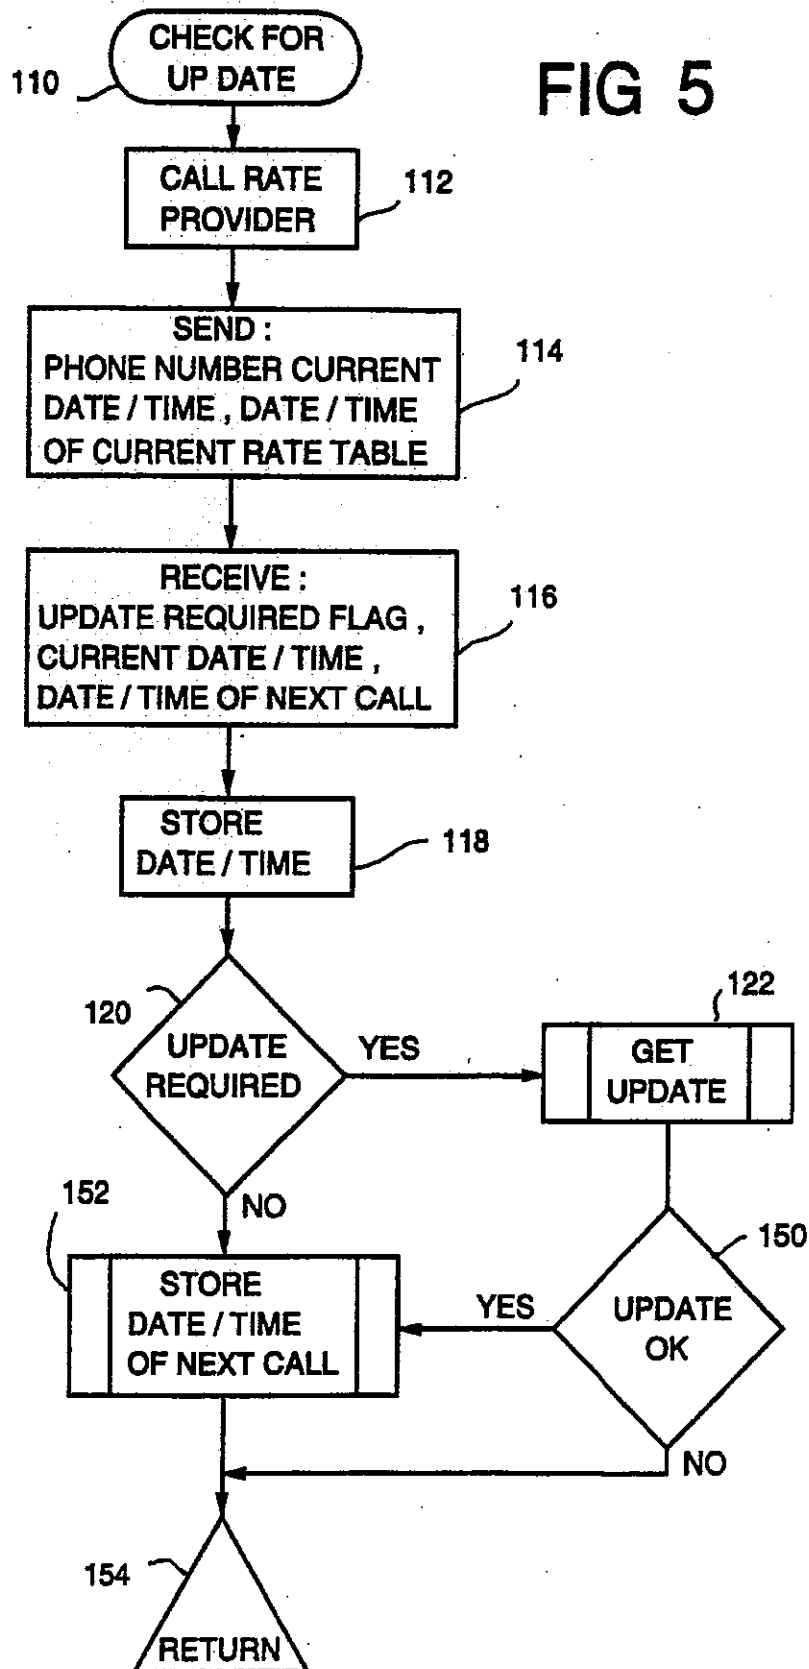 CHECK FOR
UP DATE
110
FIG 5
CALL RATE
PROVIDER
112
SEND :
PHONE NUMBER CURRENT
DATE / TIME , DATE / TIME
OF CURRENT RATE TABLE
114
RECEIVE :
UPDATE REQUIRED FLAG ,
CURRENT DATE / TIME ,
DATE / TIME OF NEXT CALL
116
STORE
DATE / TIME
118
120
UPDATE
REQUIRED
YES
122
GET
UPDATE
NO
152
STORE
DATE / TIME
OF NEXT CALL
YES
150
UPDATE
OK
NO
154
RETURN